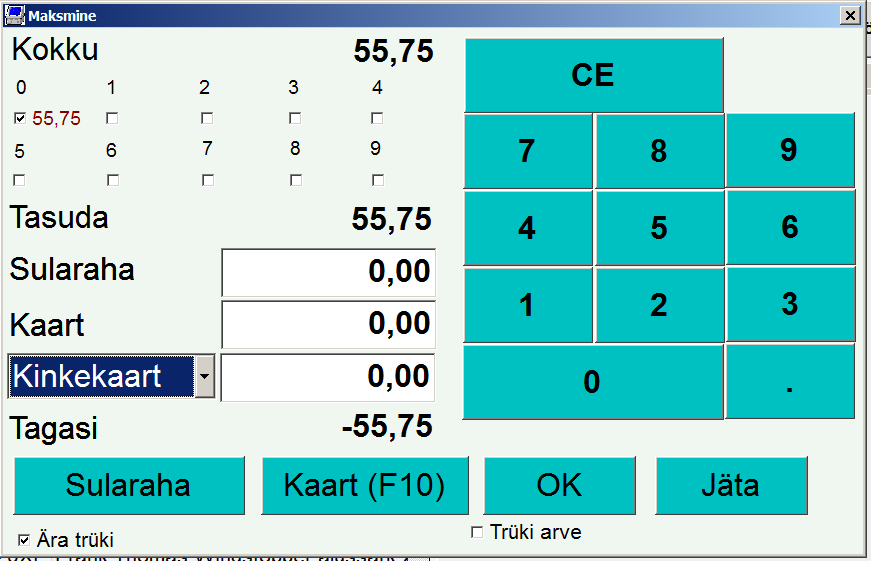 Maksmine
Kokku 55,75
0 1 2 3 4
55,75
5 6 7 8 9
Tasuda 55,75
Sularaha 0,00
Kaart 0,00
Kinkekaart 0,00
Tagasi -55,75
CE
7 8 9
4 5 6
1 2 3
0 .
Sularaha Kaart (F10) OK Jäta
Ära trüki Trüki arve